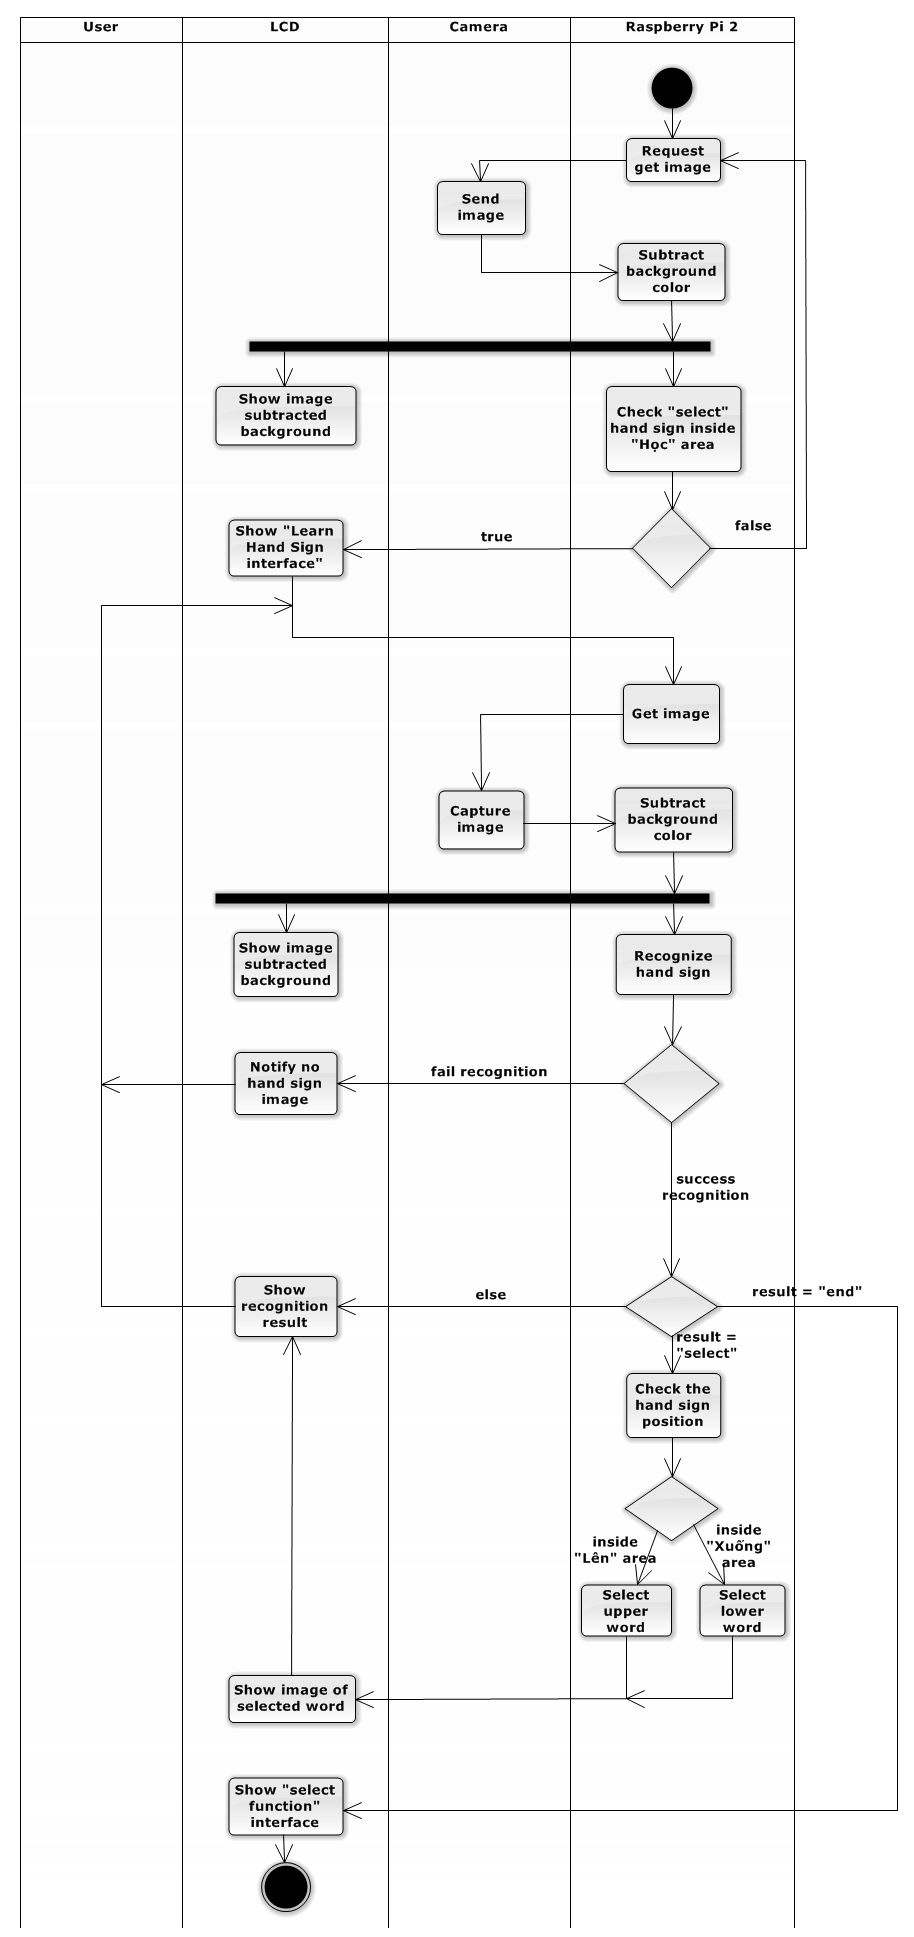 User
LCD
Camera
Raspberry Pi 2
Request
get image
Send
image
Subtract
background
color
Show image
subtracted
background
Check "select"
hand sign inside
"Học" area
Show "Learn
Hand Sign
interface"
true
false
Get image
Capture
image
Subtract
background
color
Show image
subtracted
background
Recognize
hand sign
Notify no
hand sign
image
fail recognition
success
recognition
Show
recognition
result
else
result = "end"
result =
"select"
Check the
hand sign
position
inside
"Lên" area
inside
"Xuống"
area
Select
upper
word
Select
lower
word
Show image of
selected word
Show "select
function"
interface